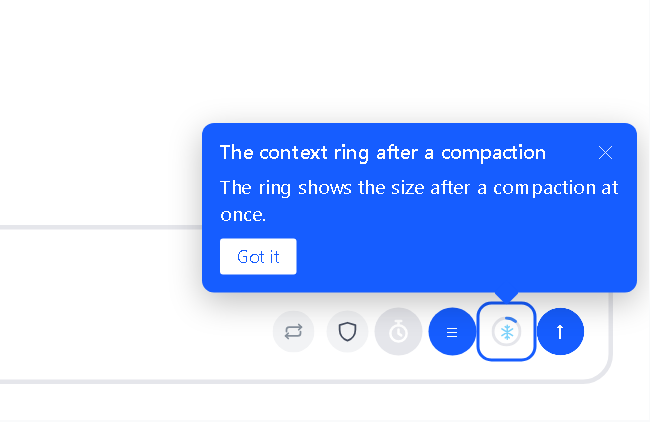 The context ring after a compaction
The ring shows the size after a compaction at
once.
Got it